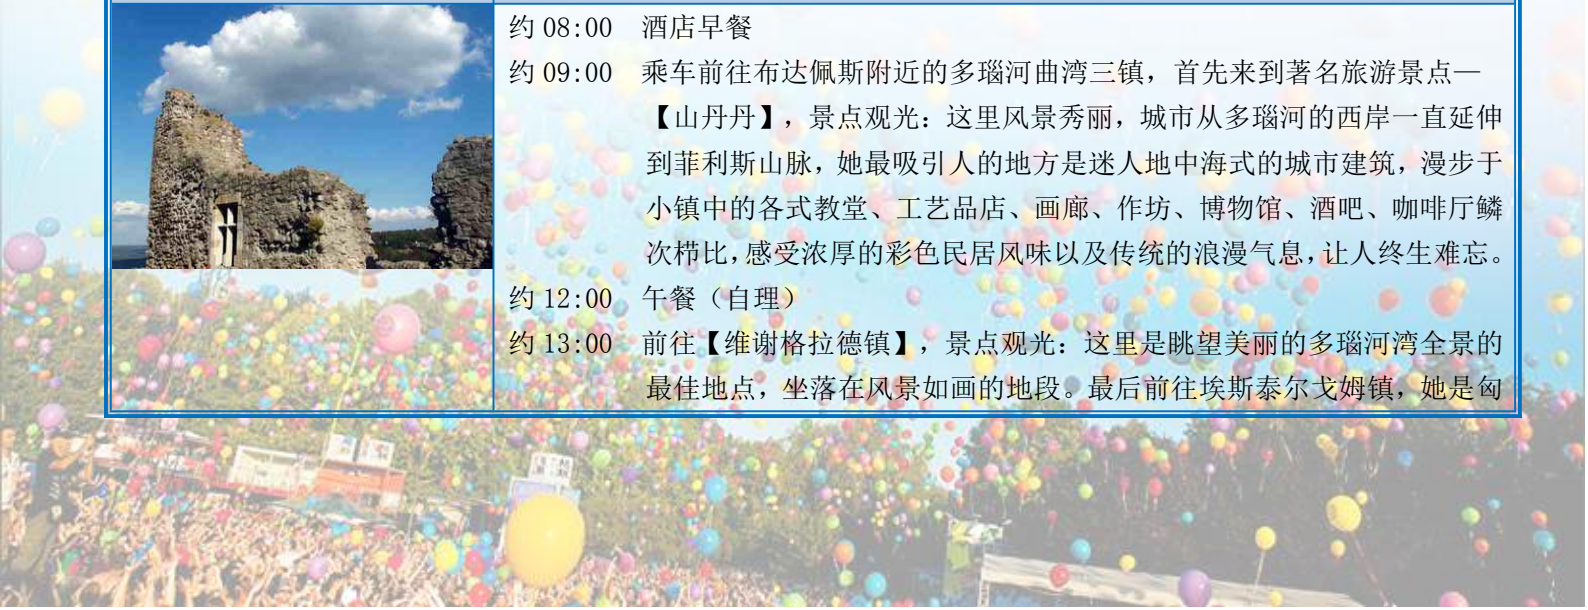 约 08:00 酒店早餐
约 09:00 乘车前往布达佩斯附近的多瑙河曲湾三镇，首先来到著名旅游景点—
【山丹丹】，景点观光：这里风景秀丽，城市从多瑙河的西岸一直延伸
到菲利斯山脉，她最吸引人的地方是迷人地中海式的城市建筑，漫步于
小镇中的各式教堂、工艺品店、画廊、作坊、博物馆、酒吧、咖啡厅鳞
次栉比，感受浓厚的彩色民居风味以及传统的浪漫气息，让人终生难忘。
约 12:00 午餐（自理）
约 13:00 前往【维谢格拉德镇】，景点观光：这里是眺望美丽的多瑙河湾全景的
最佳地点，坐落在风景如画的地段。最后前往埃斯泰尔戈姆镇，她是匈